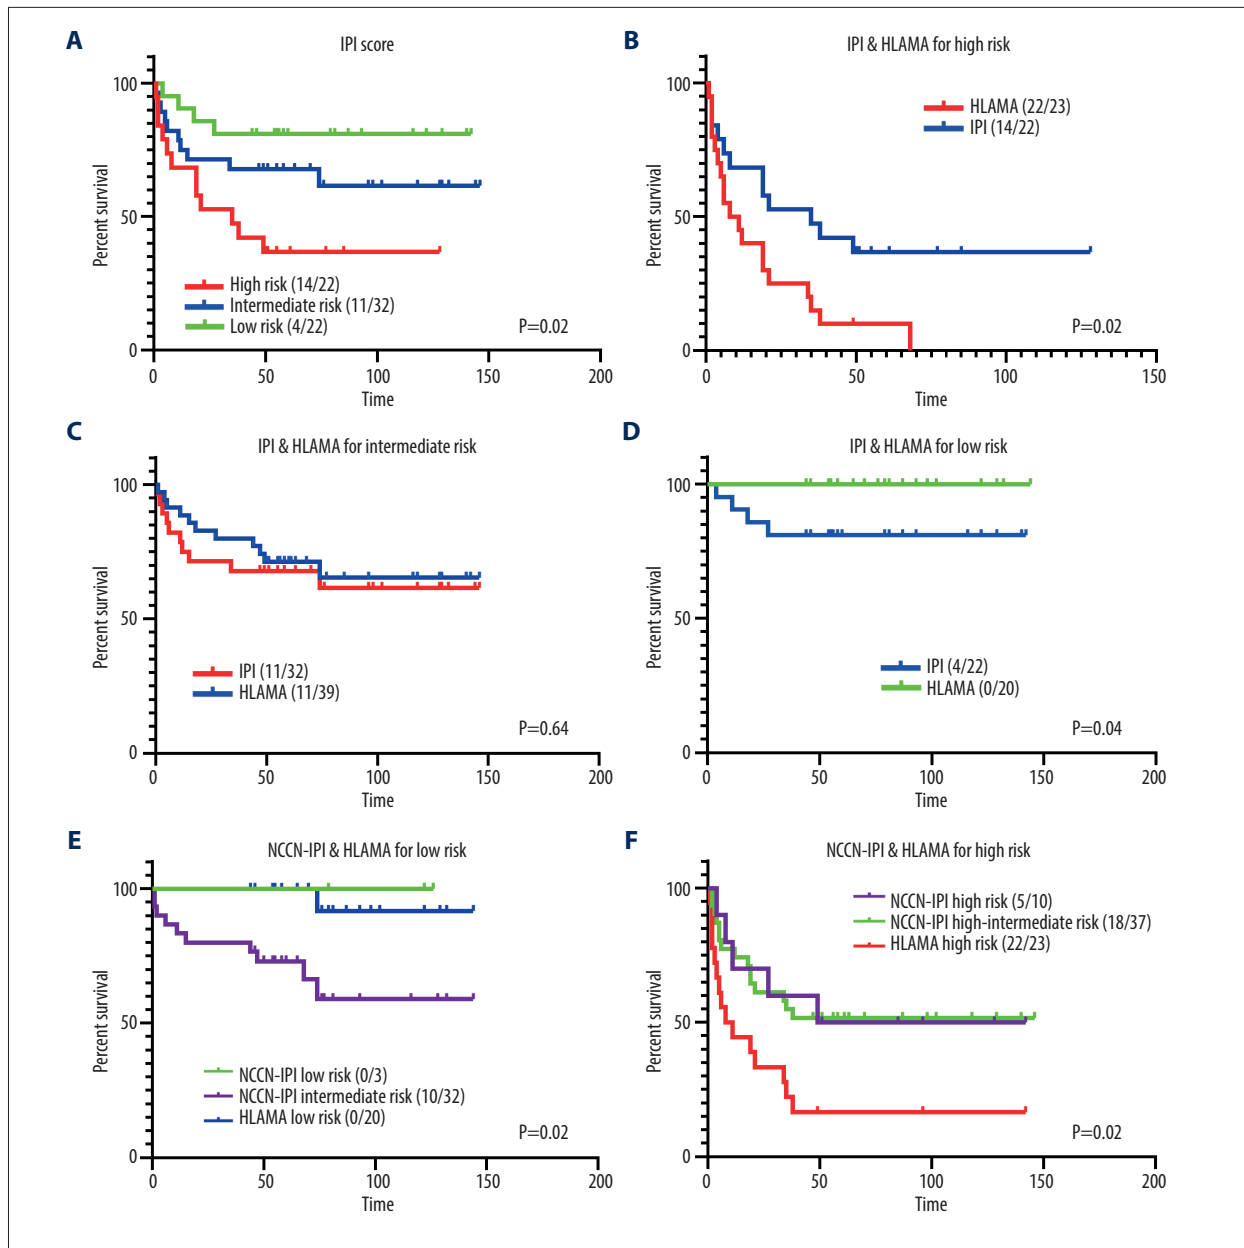 A
IPI score
100
50
0
Percent survival
High risk (14/22)
Intermediate risk (11/32)
Low risk (4/22)
P=0.02
0 50 100 150 200
Time
B
IPI & HLAMA for high risk
100
50
0
Percent survival
HLAMA (22/23)
IPI (14/22)
P=0.02
0 50 100 150
Time
C
IPI & HLAMA for intermediate risk
100
50
0
Percent survival
IPI (11/32)
HLAMA (11/39)
P=0.64
0 50 100 150 200
Time
D
IPI & HLAMA for low risk
100
50
0
Percent survival
IPI (4/22)
HLAMA (0/20)
P=0.04
0 50 100 150 200
Time
E
NCCN-IPI & HLAMA for low risk
100
50
0
Percent survival
NCCN-IPI low risk (0/3)
NCCN-IPI intermediate risk (10/32)
HLAMA low risk (0/20)
P=0.02
0 50 100 150 200
Time
F
NCCN-IPI & HLAMA for high risk
100
50
0
Percent survival
NCCN-IPI high risk (5/10)
NCCN-IPI high-intermediate risk (18/37)
HLAMA high risk (22/23)
P=0.02
0 50 100 150 200
Time